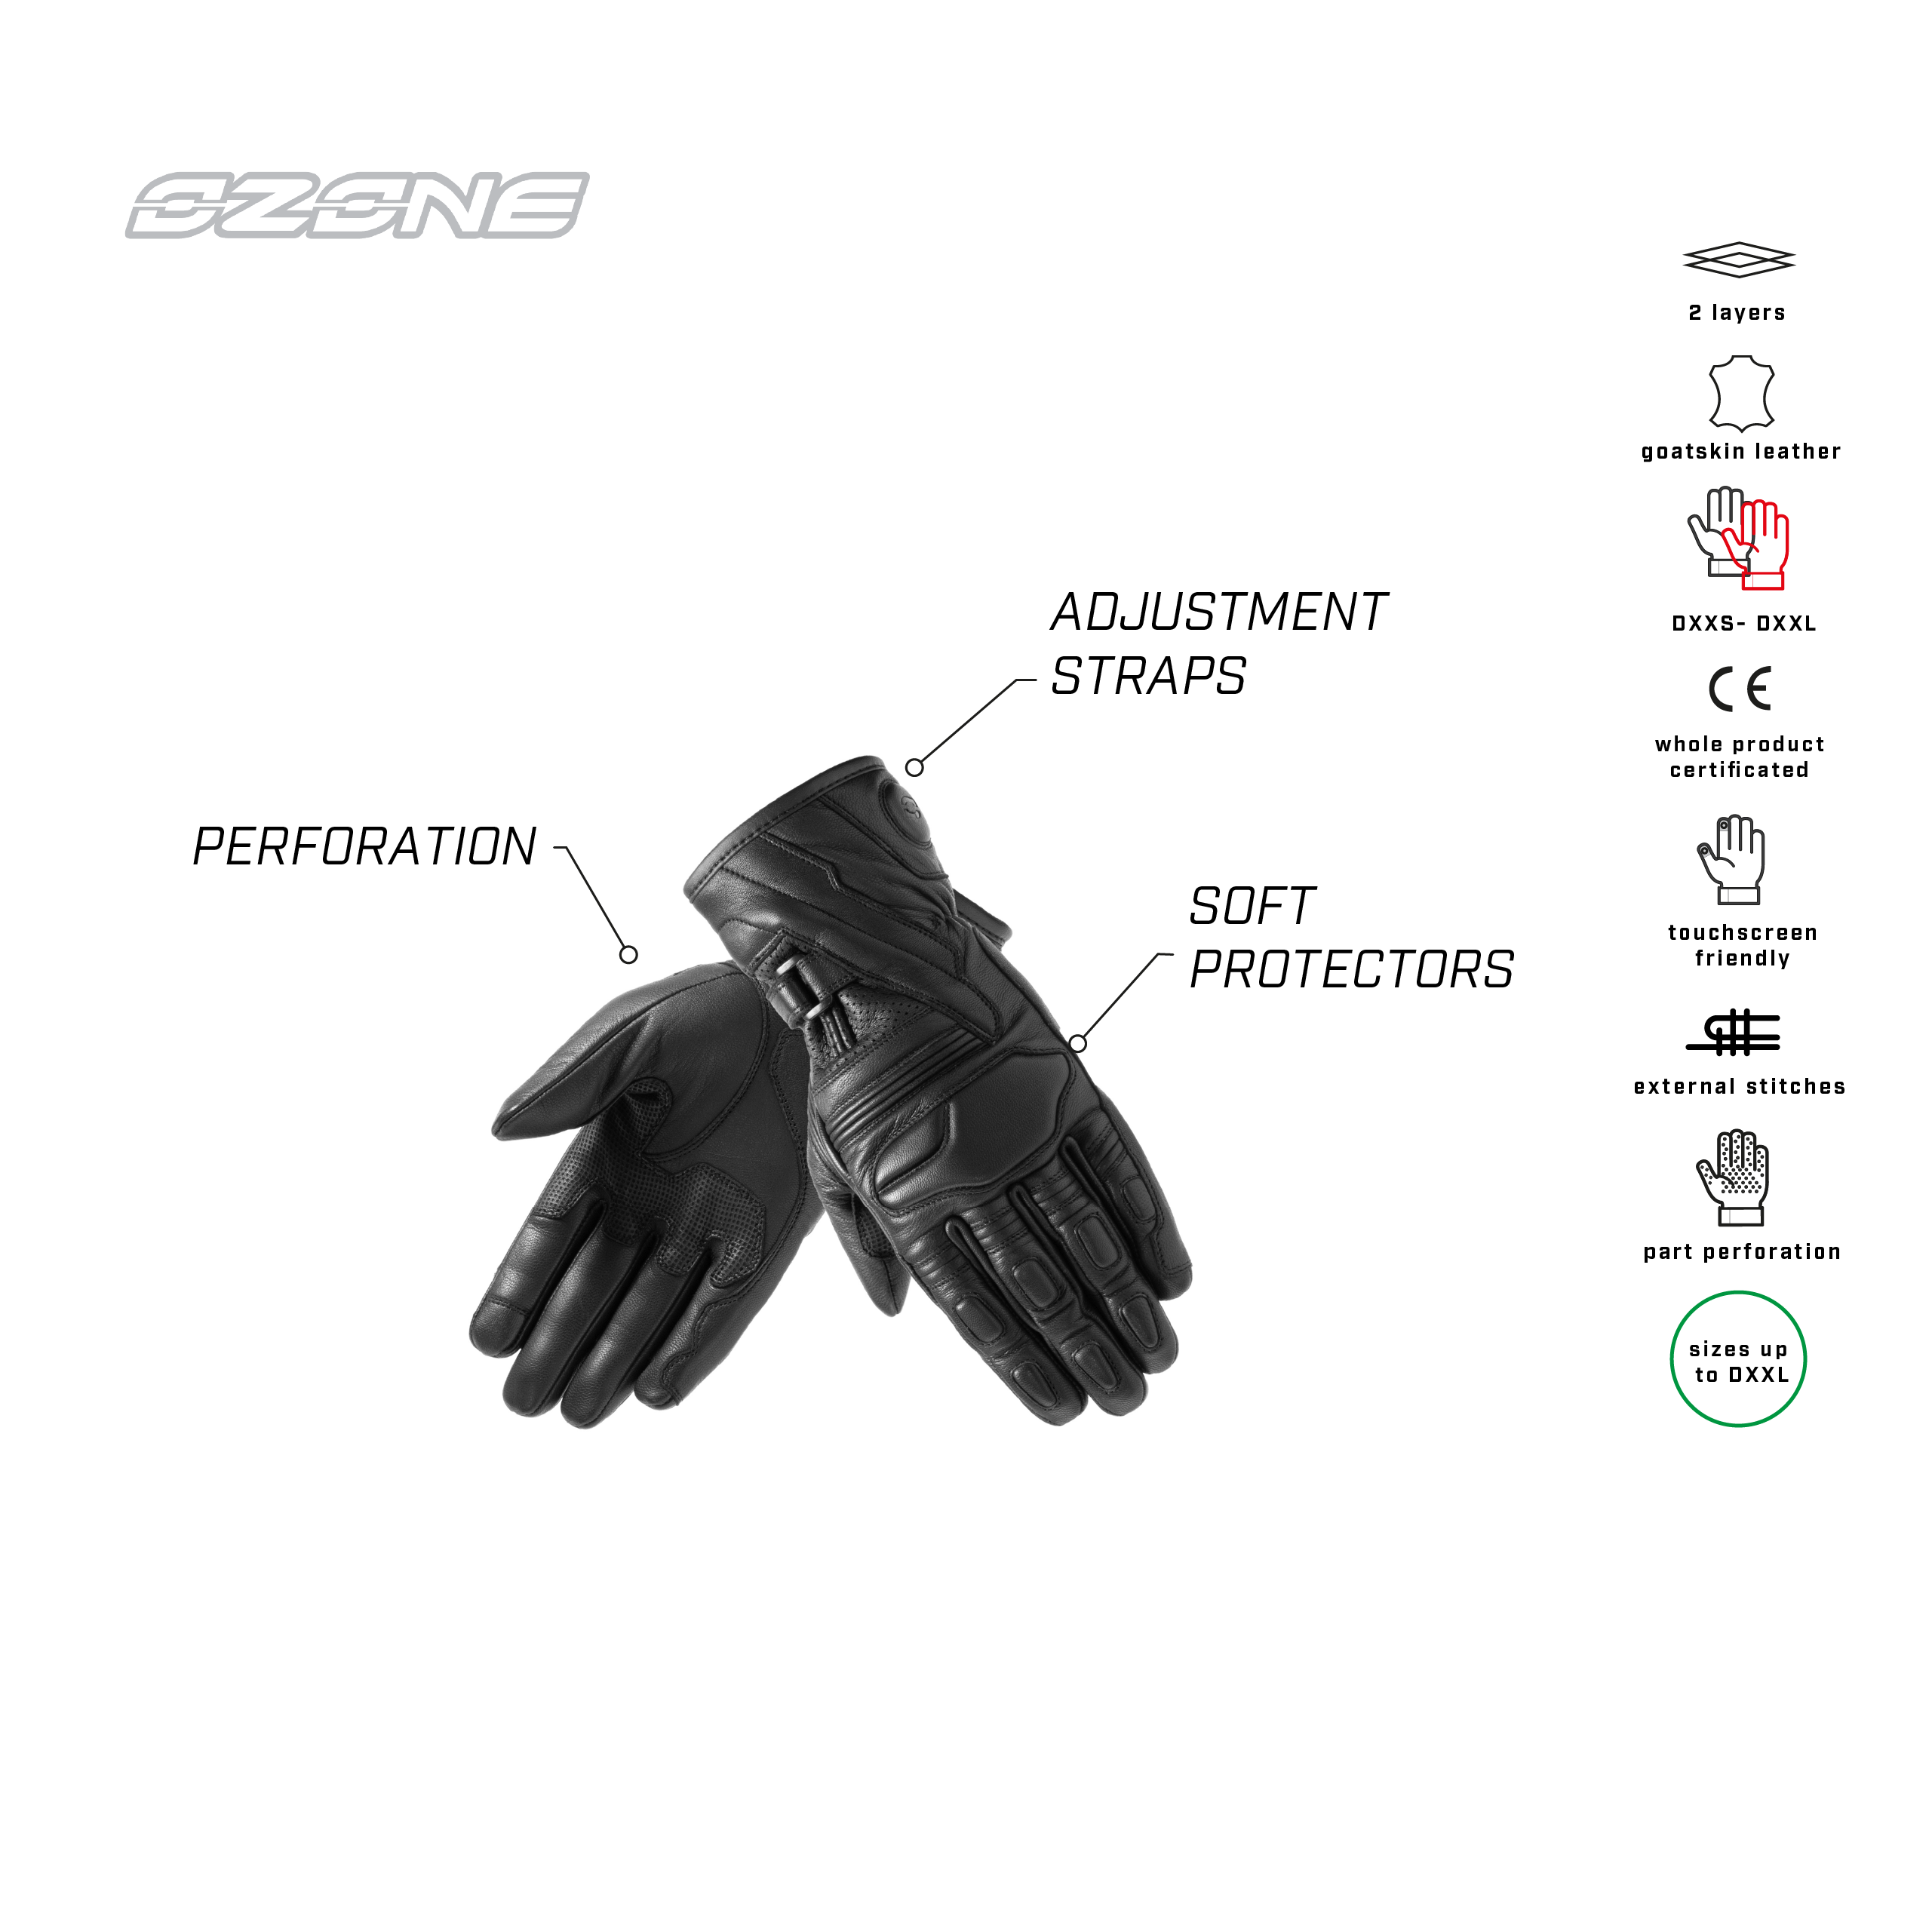 OZONE
2 layers
goatskin leather
DXXS- DXXL
CE
whole product
certificated
touchscreen
friendly
external stitches
part perforation
sizes up
to DXXL
ADJUSTMENT
STRAPS
PERFORATION
SOFT
PROTECTORS